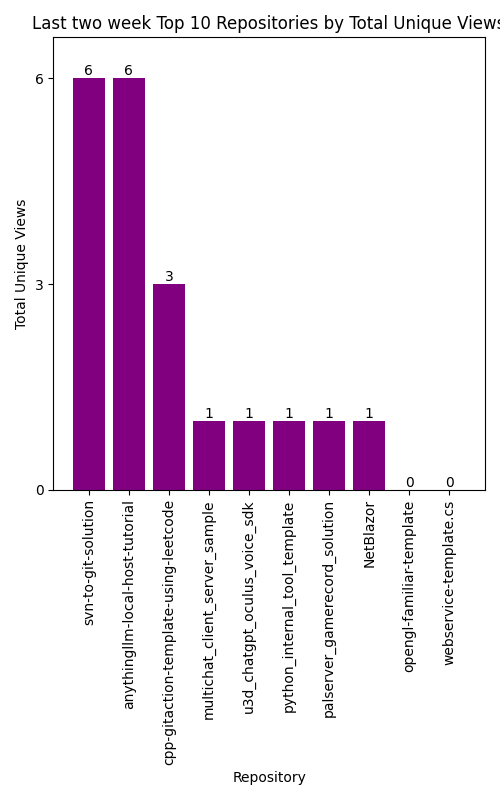 Last two week Top 10 Repositories by Total Unique Views
Total Unique Views
6
3
0
6
6
3
1
1
1
1
1
0
0
svn-to-git-solution
anythingllm-local-host-tutorial
cpp-gitaction-template-using-leetcode
multichat_client_server_sample
u3d_chatgpt_oculus_voice_sdk
python_internal_tool_template
palserver_gamerecord_solution
NetBlazor
opengl-familiar-template
webservice-template.cs
Repository